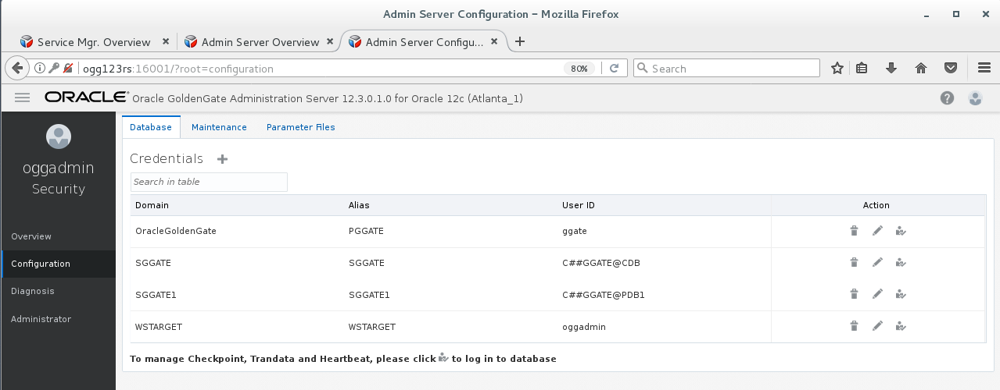 Admin Server Configuration – Mozilla Firefox
Service Mgr. Overview × Admin Server Overview × Admin Server Configu... × +
ogg123rs:16001/?root=configuration 80% Search
ORACLE Oracle GoldenGate Administration Server 12.3.0.1.0 for Oracle 12c (Atlanta_1)
oggadmin
Security
Overview
Configuration
Diagnosis
Administrator
Database Maintenance Parameter Files
Credentials
Search in table
Domain Alias User ID Action
OracleGoldenGate PGGATE ggate
SGGATE SGGATE C##GGATE@CDB
SGGATE1 SGGATE1 C##GGATE@PDB1
WSTARGET WSTARGET oggadmin
To manage Checkpoint, Trandata and Heartbeat, please click to log in to database